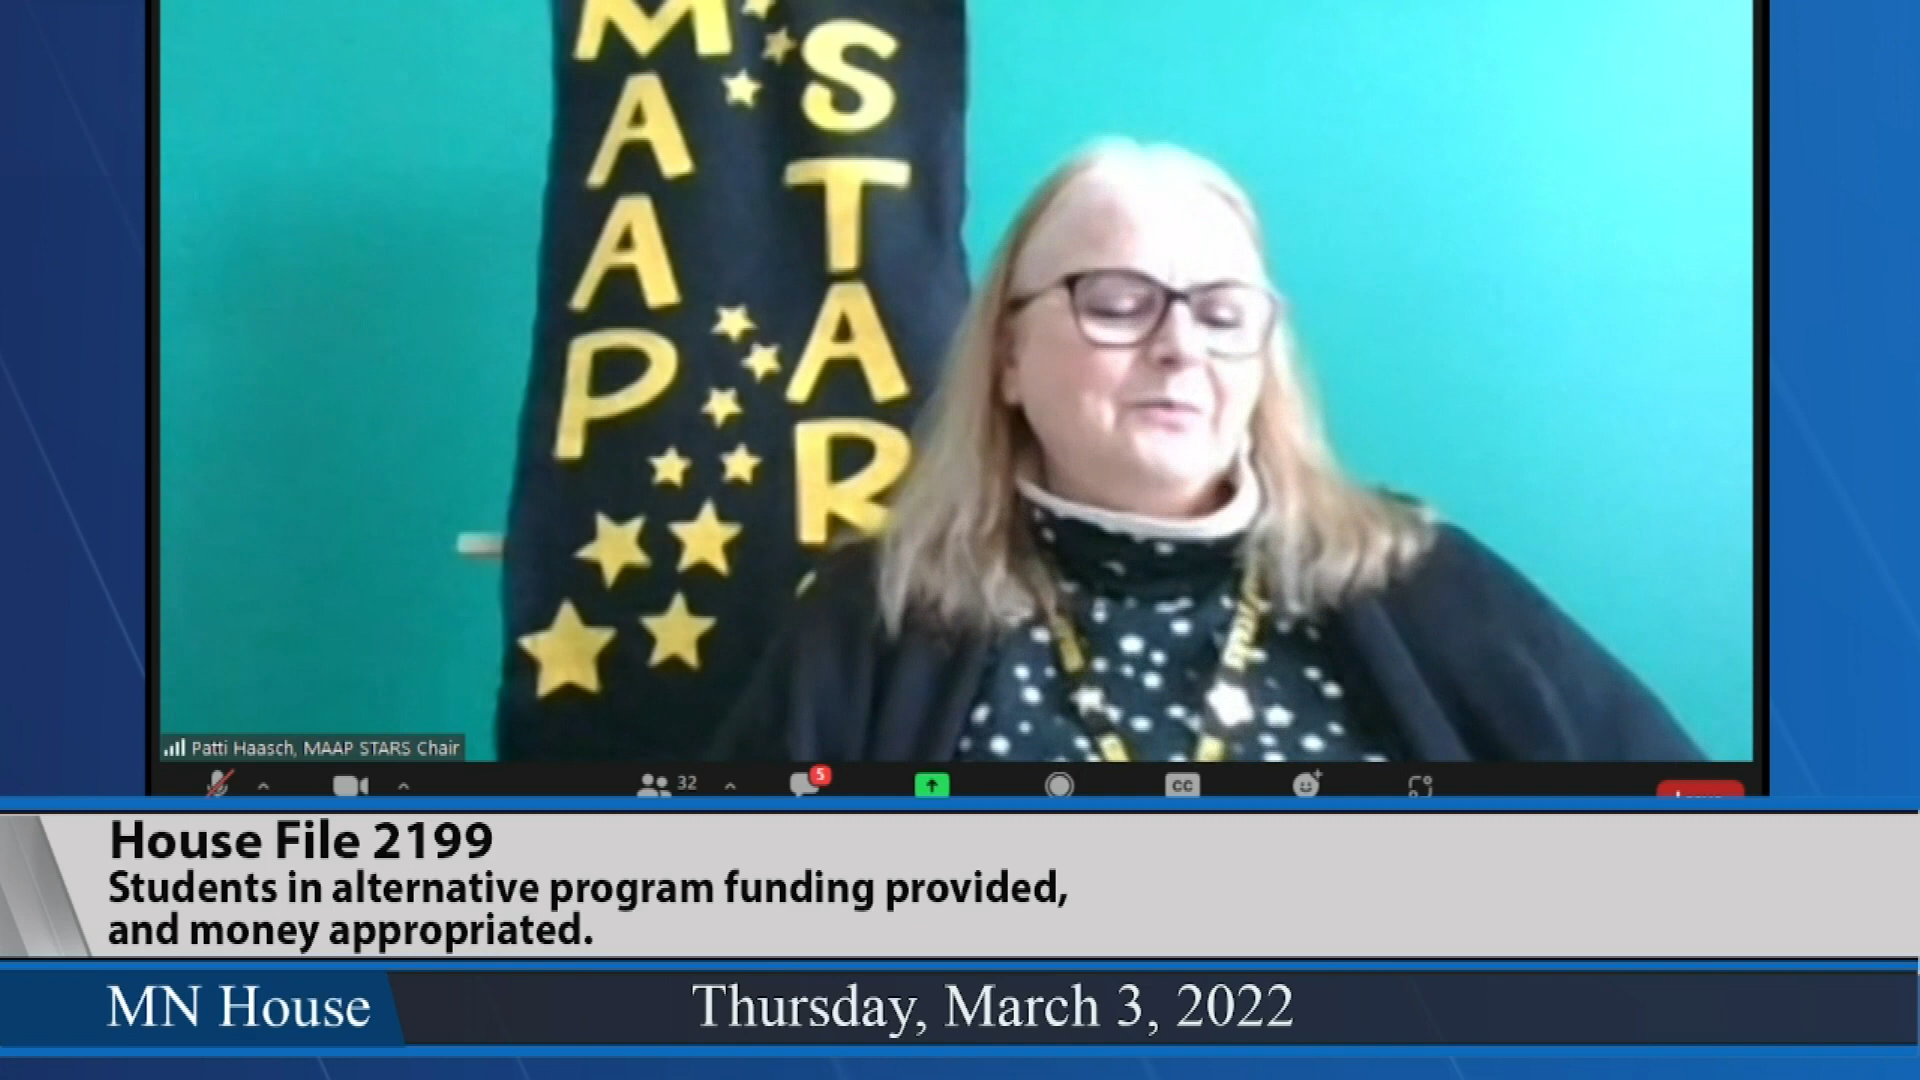 MAAP
STAR
Patti Haasch, MAAP STARS Chair
32
5
CC
House File 2199
Students in alternative program funding provided,
and money appropriated.
MN House
Thursday, March 3, 2022